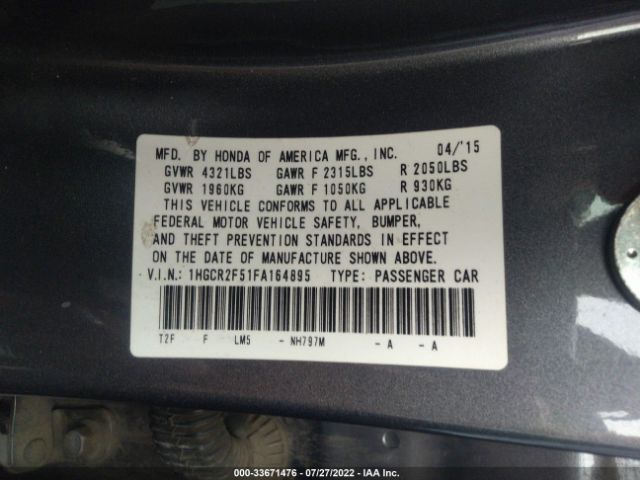 MFD. BY HONDA OF AMERICA MFG., INC. 04/'15
GVWR 4321LBS GAWR F 2315LBS R 2050LBS
GVWR 1960KG GAWR F 1050KG R 930KG
THIS VEHICLE CONFORMS TO ALL APPLICABLE
FEDERAL MOTOR VEHICLE SAFETY, BUMPER,
AND THEFT PREVENTION STANDARDS IN EFFECT
ON THE DATE OF MANUFACTURE SHOWN ABOVE.
V.I.N.: 1HGCR2F51FA164895 TYPE: PASSENGER CAR
T2F F LM5 - NH797M - A - A
000-33671476 / 07/27/2022 - IAA Inc.